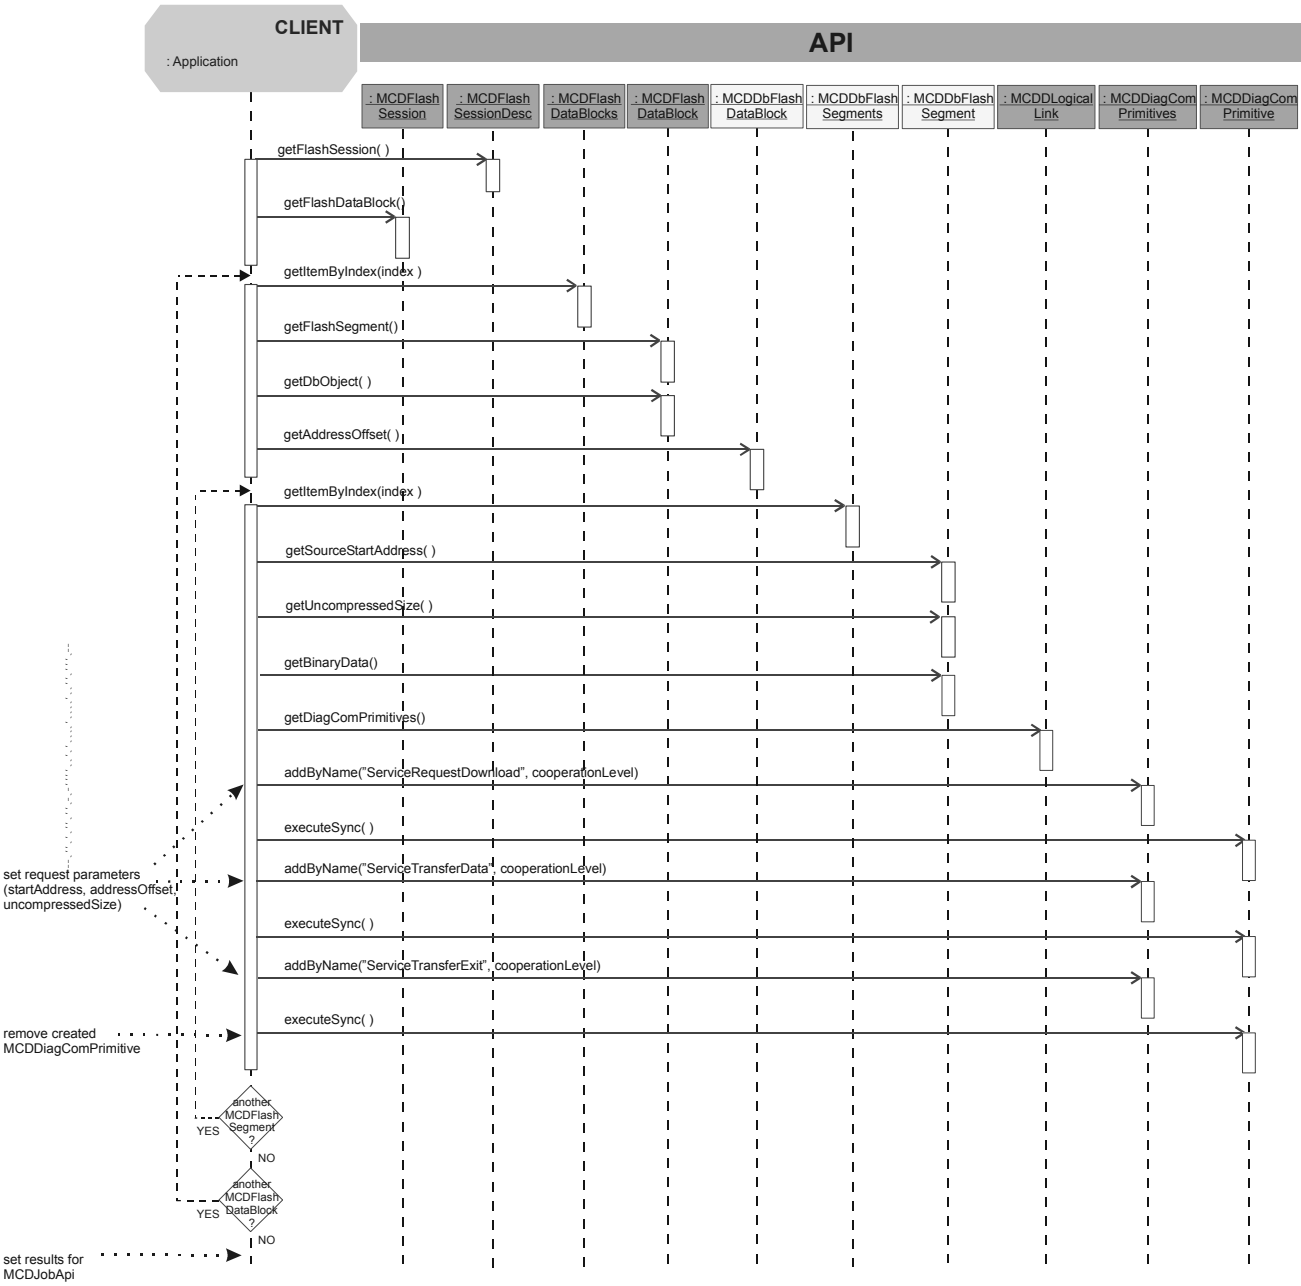 CLIENT
: Application
API
: MCDFlash
Session
: MCDFlash
SessionDesc
: MCDFlash
DataBlocks
: MCDFlash
DataBlock
: MCDDbFlash
DataBlock
: MCDDbFlash
Segments
: MCDDbFlash
Segment
: MCDDLogical
Link
: MCDDiagCom
Primitives
: MCDDiagCom
Primitive
getFlashSession( )
getFlashDataBlock()
getItemByIndex(index )
getFlashSegment()
getDbObject( )
getAddressOffset( )
getItemByIndex(index )
getSourceStartAddress( )
getUncompressedSize( )
getBinaryData()
getDiagComPrimitives()
addByName("ServiceRequestDownload", cooperationLevel)
executeSync( )
addByName("ServiceTransferData", cooperationLevel)
set request parameters
(startAddress, addressOffset,
uncompressedSize)
executeSync( )
addByName("ServiceTransferExit", cooperationLevel)
executeSync( )
remove created
MCDDiagComPrimitive
another
MCDFlash
Segment
?
YES
NO
another
MCDFlash
DataBlock
?
YES
NO
set results for
MCDJobApi